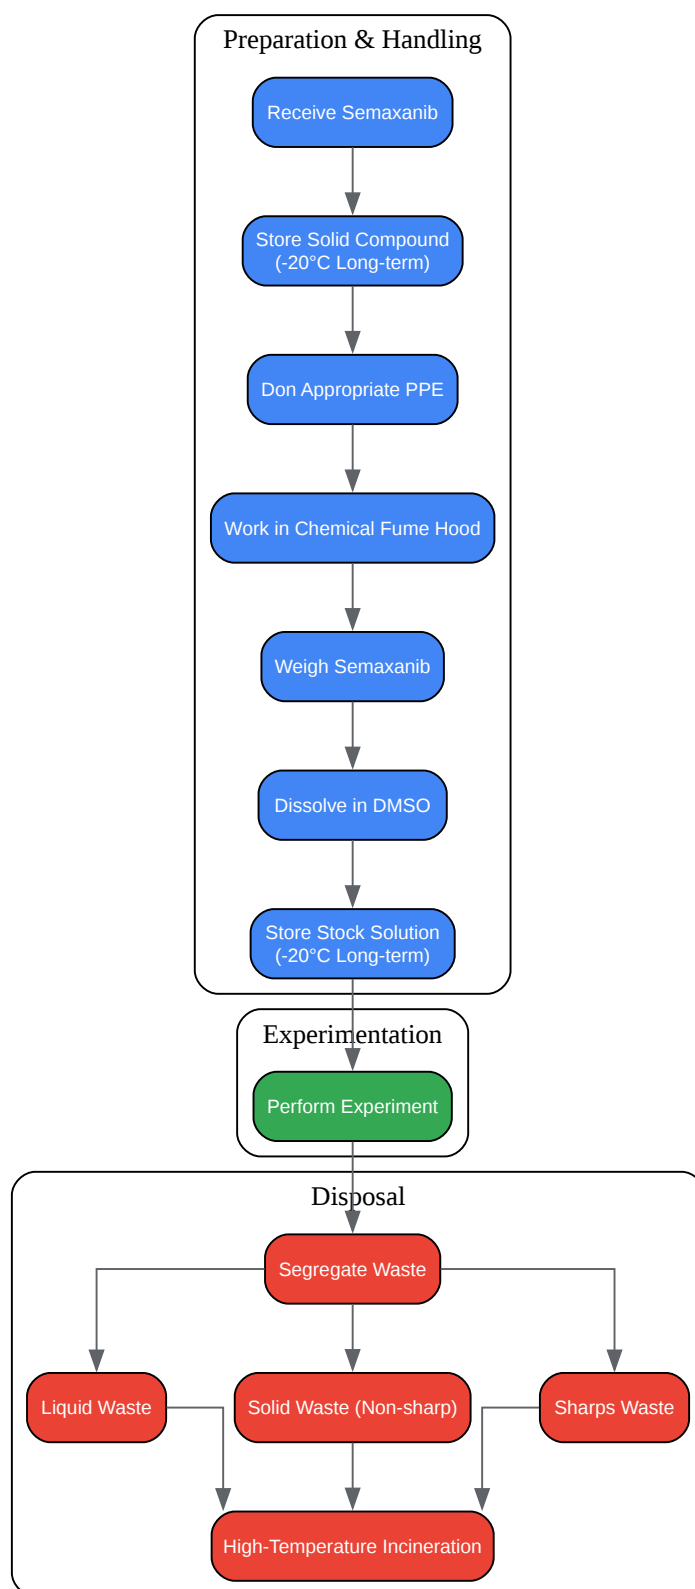 Preparation & Handling
Receive Semaxanib
Store Solid Compound
(-20°C Long-term)
Don Appropriate PPE
Work in Chemical Fume Hood
Weigh Semaxanib
Dissolve in DMSO
Store Stock Solution
(-20°C Long-term)
Experimentation
Perform Experiment
Disposal
Segregate Waste
Liquid Waste
Solid Waste (Non-sharp)
Sharps Waste
High-Temperature Incineration